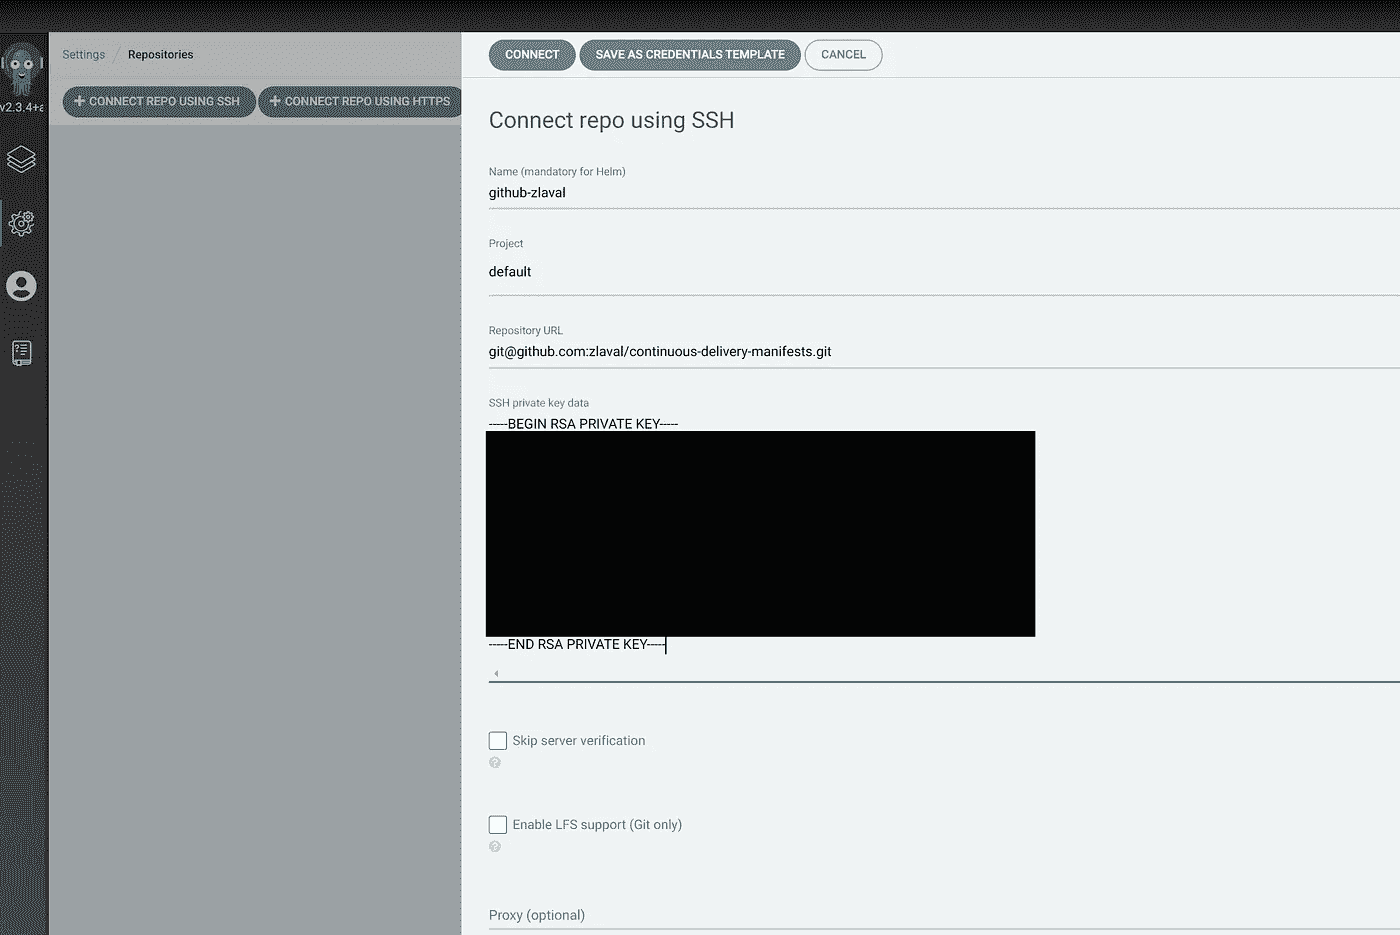 Settings / Repositories
v2.3.4+a
+ CONNECT REPO USING SSH
+ CONNECT REPO USING HTTPS
CONNECT
SAVE AS CREDENTIALS TEMPLATE
CANCEL
Connect repo using SSH
Name (mandatory for Helm)
github-zlaval
Project
default
Repository URL
git@github.com:zlaval/continuous-delivery-manifests.git
SSH private key data
-----BEGIN RSA PRIVATE KEY-----
-----END RSA PRIVATE KEY-----
Skip server verification
Enable LFS support (Git only)
Proxy (optional)